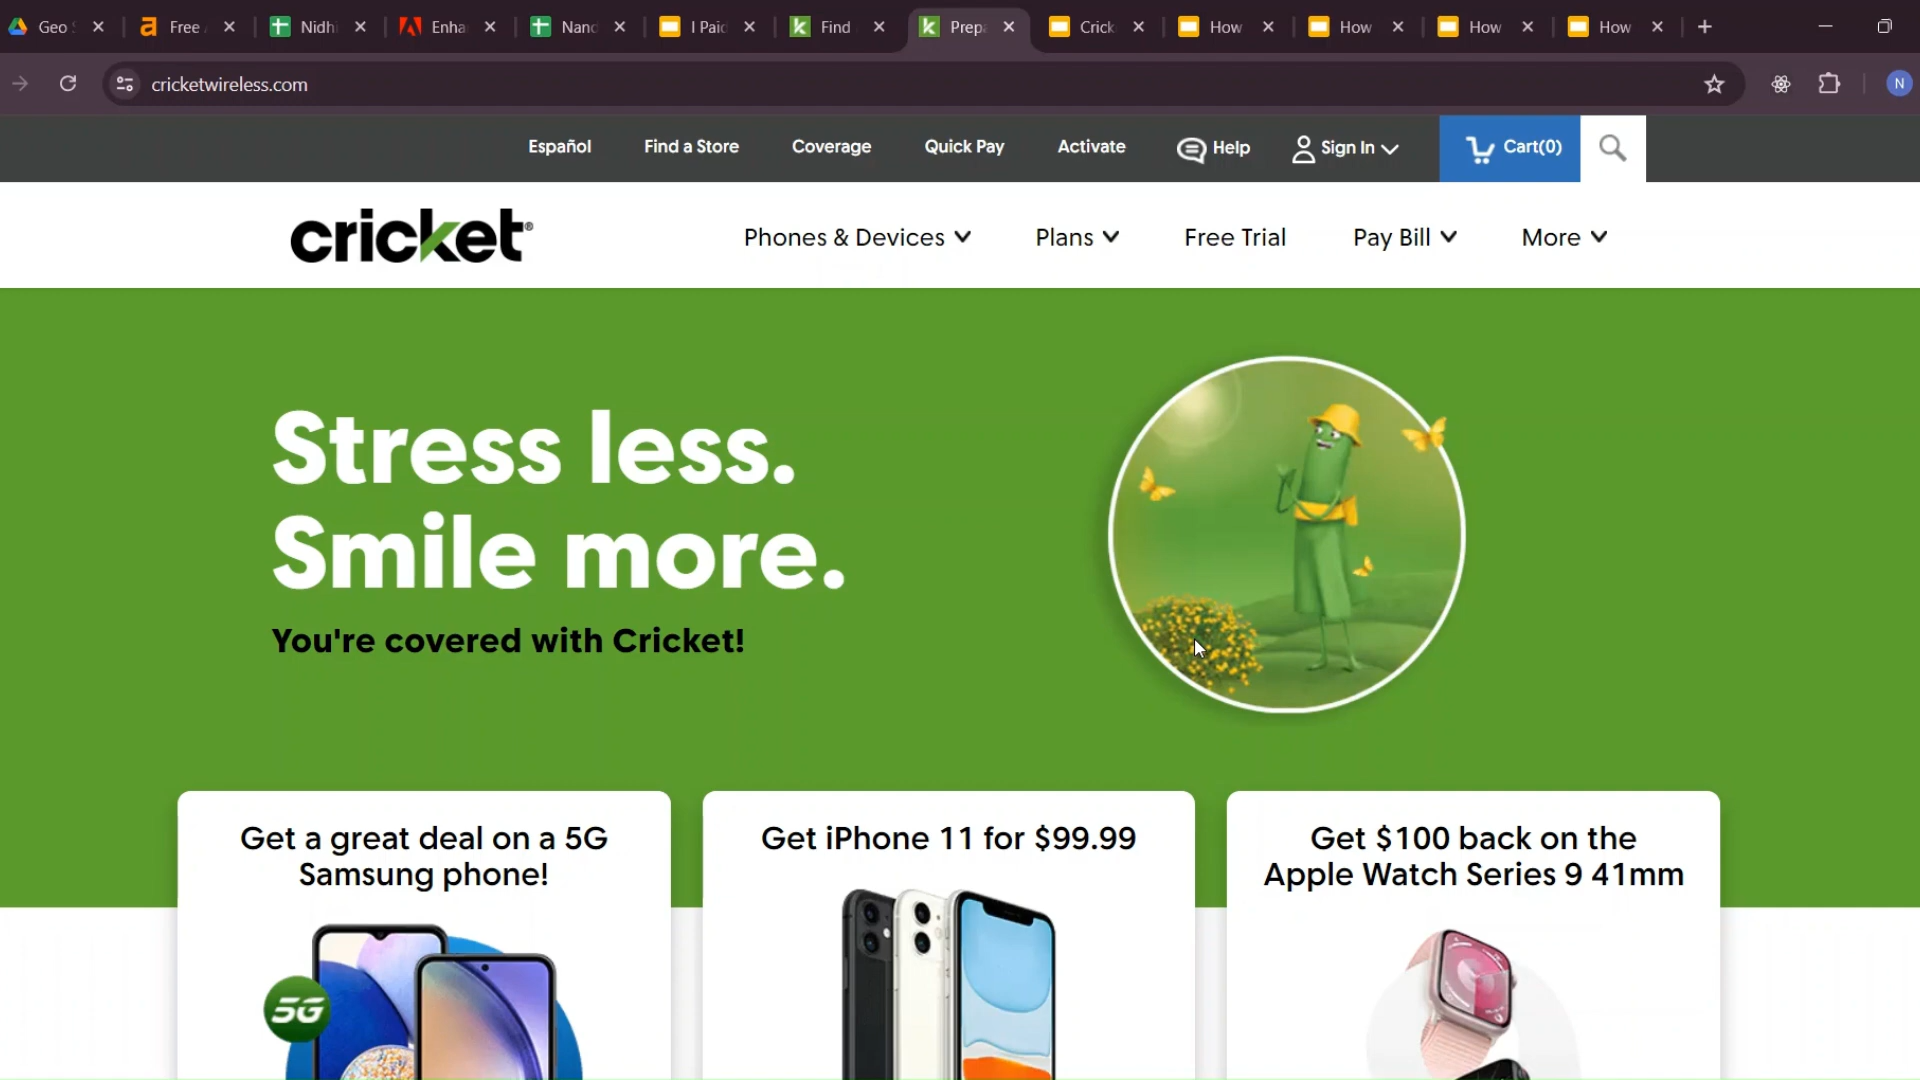 Geo
Free
Nidhi
Enha
Nand
I Paid
Find
Prepa
Crick
How
How
How
How
cricketwireless.com
N
Español
Find a Store
Coverage
Quick Pay
Activate
Help
Sign In
Cart(0)
cricket®
Phones & Devices
Plans
Free Trial
Pay Bill
More
Stress less.
Smile more.
You're covered with Cricket!
Get a great deal on a 5G
Samsung phone!
Get iPhone 11 for $99.99
Get $100 back on the
Apple Watch Series 9 41mm
5G